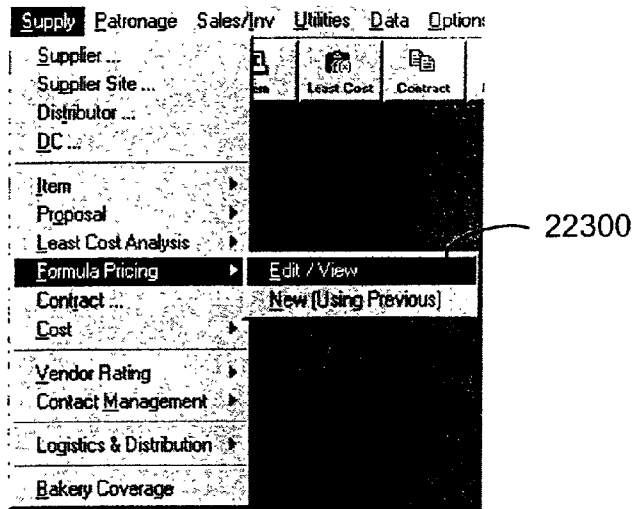 Supply Patronage Sales/Inv Utilities Data Options
Supplier ...
Supplier Site ...
Distributor ...
DC ...
Least Cost Contract
Item
Proposal
Least Cost Analysis
22300
Formula Pricing Edit / View
Contract ... New (Using Previous)
Cost
Vendor Rating
Contact Management
Logistics & Distribution
Bakery Coverage